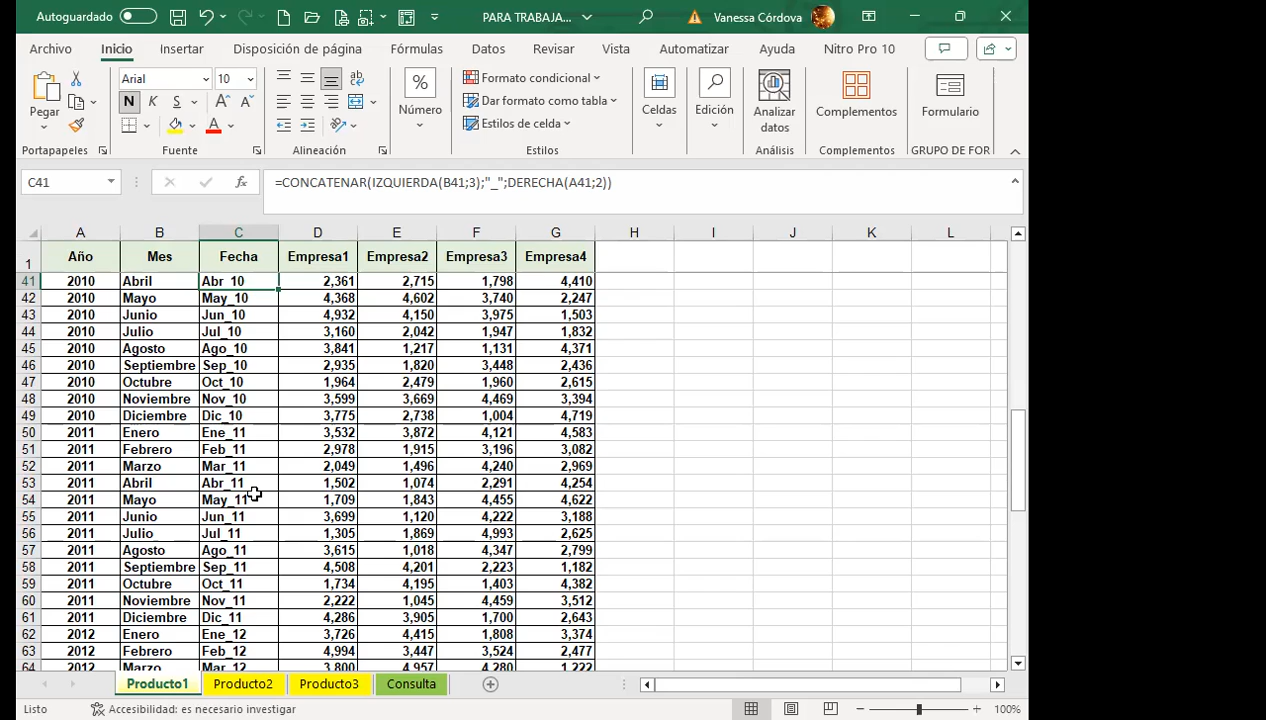 Autoguardado PARA TRABAJA... Vanessa Córdova
Archivo Inicio Insertar Disposición de página Fórmulas Datos Revisar Vista Automatizar Ayuda Nitro Pro 10
Pegar Arial 10 Número Formato condicional Dar formato como tabla Estilos de celda Celdas Edición Analizar datos Complementos Formulario
N K S
Portapapeles Fuente Alineación Estilos Análisis Complementos GRUPO DE FOR
C41 fx =CONCATENAR(IZQUIERDA(B41;3);"_";DERECHA(A41;2))
A B C D E F G H I J K L
1 Año Mes Fecha Empresa1 Empresa2 Empresa3 Empresa4
41 2010 Abril Abr 10 2,361 2,715 1,798 4,410
42 2010 Mayo May_10 4,368 4,602 3,740 2,247
43 2010 Junio Jun_10 4,932 4,150 3,975 1,503
44 2010 Julio Jul_10 3,160 2,042 1,947 1,832
45 2010 Agosto Ago_10 3,841 1,217 1,131 4,371
46 2010 Septiembre Sep_10 2,935 1,820 3,448 2,436
47 2010 Octubre Oct_10 1,964 2,479 1,960 2,615
48 2010 Noviembre Nov_10 3,599 3,669 4,469 3,394
49 2010 Diciembre Dic_10 3,775 2,738 1,004 4,719
50 2011 Enero Ene_11 3,532 3,872 4,121 4,583
51 2011 Febrero Feb_11 2,978 1,915 3,196 3,082
52 2011 Marzo Mar_11 2,049 1,496 4,240 2,969
53 2011 Abril Abr_11 1,502 1,074 2,291 4,254
54 2011 Mayo May_11 1,709 1,843 4,455 4,622
55 2011 Junio Jun_11 3,699 1,120 4,222 3,188
56 2011 Julio Jul_11 1,305 1,869 4,993 2,625
57 2011 Agosto Ago_11 3,615 1,018 4,347 2,799
58 2011 Septiembre Sep_11 4,508 4,201 2,223 1,182
59 2011 Octubre Oct_11 1,734 4,195 1,403 4,382
60 2011 Noviembre Nov_11 2,222 1,045 4,459 3,512
61 2011 Diciembre Dic_11 4,286 3,905 1,700 2,643
62 2012 Enero Ene_12 3,726 4,415 1,808 3,374
63 2012 Febrero Feb_12 4,994 3,447 3,524 2,477
64 2012 Marzo Mar_12 3,800 4,957 4,280 1,222
Producto1 Producto2 Producto3 Consulta
Listo Accesibilidad: es necesario investigar 100%